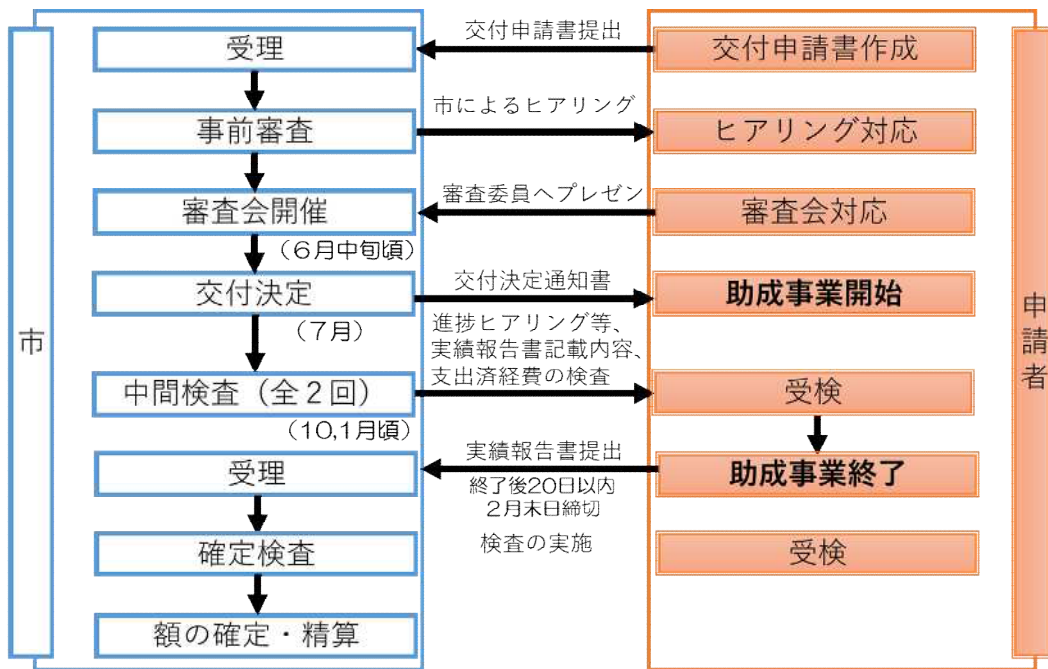 市
受理
交付申請書提出
交付申請書作成
事前審査
市によるヒアリング
ヒアリング対応
審査会開催
(6月中旬頃)
審査委員へプレゼン
審査会対応
交付決定
(7月)
交付決定通知書
助成事業開始
中間検査(全2回)
(10,1月頃)
進捗ヒアリング等、
実績報告書記載内容、
支出済経費の検査
受検
受理
実績報告書提出
終了後20日以内
2月末日締切
助成事業終了
確定検査
検査の実施
受検
額の確定・精算
申請者